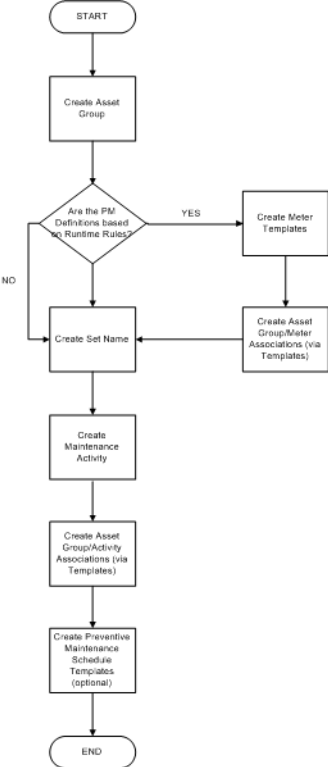 START
Create Asset
Group
Are the PM
Definitions based
on Runtime Rules?
YES
Create Meter
Templates
NO
Create Set Name
Create Asset
Group/Meter
Associations (via
Templates)
Create
Maintenance
Activity
Create Asset
Group/Activity
Associations (via
Templates)
Create Preventive
Maintenance
Schedule
Templates
(optional)
END